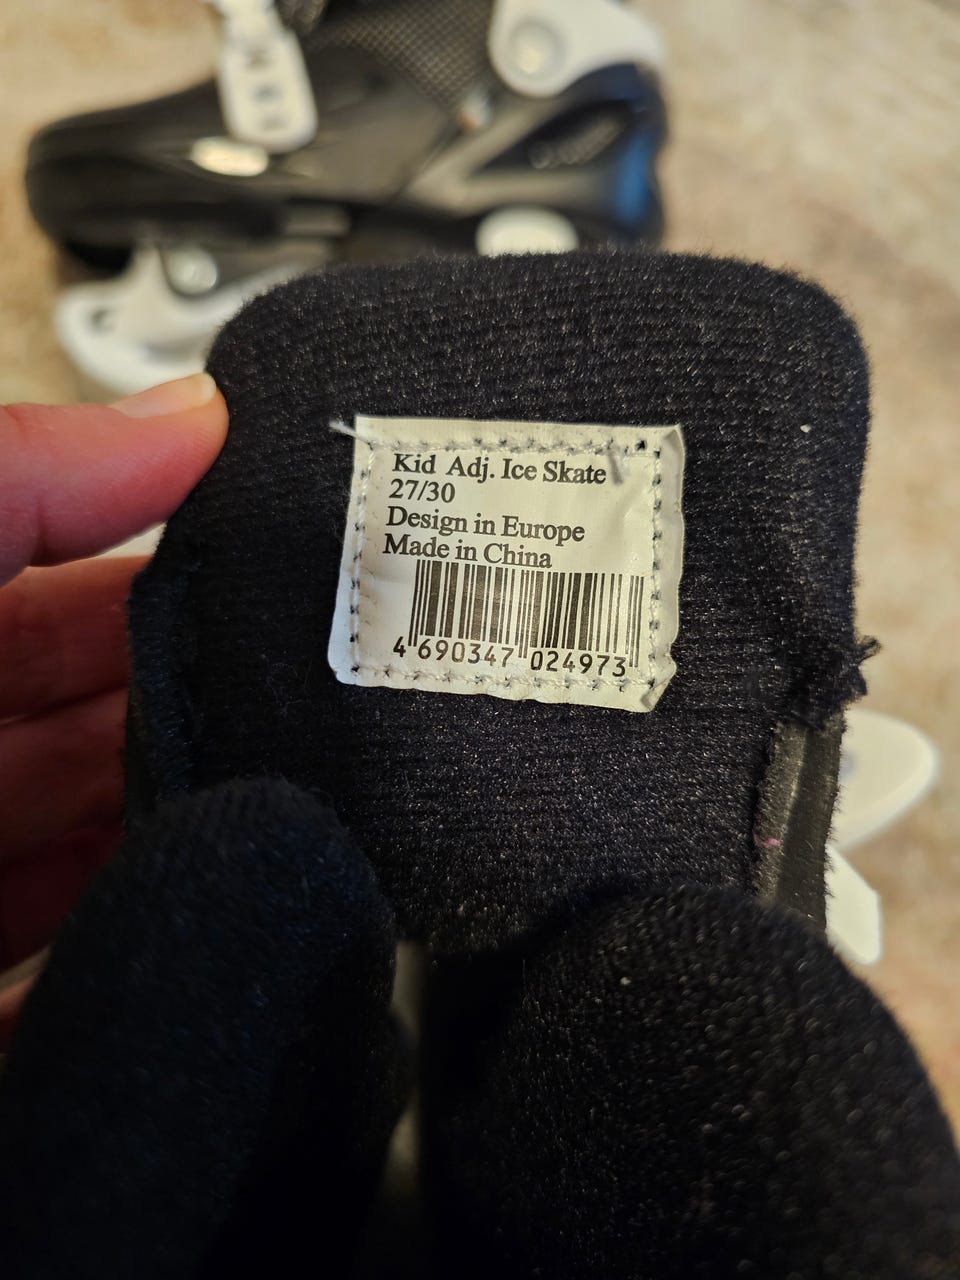 Kid Adj. Ice Skate
27/30
Design in Europe
Made in China
4 690347 024973